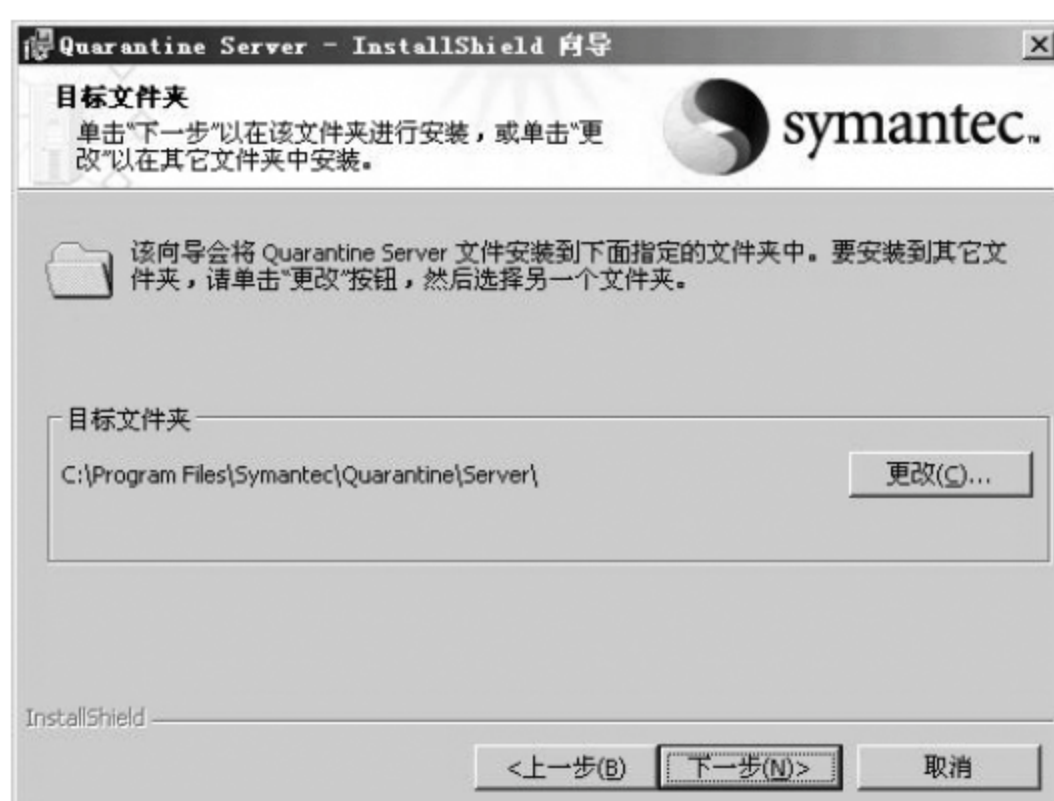 Quarantine Server - InstallShield 向导
目标文件夹
单击"下一步"以在该文件夹进行安装，或单击"更
改"以在其它文件夹中安装。
symantec™
该向导会将 Quarantine Server 文件安装到下面指定的文件夹中。要安装到其它文
件夹，请单击"更改"按钮，然后选择另一个文件夹。
目标文件夹
C:\Program Files\Symantec\Quarantine\Server\
更改(C)...
InstallShield
<上一步(B)
下一步(N)>
取消